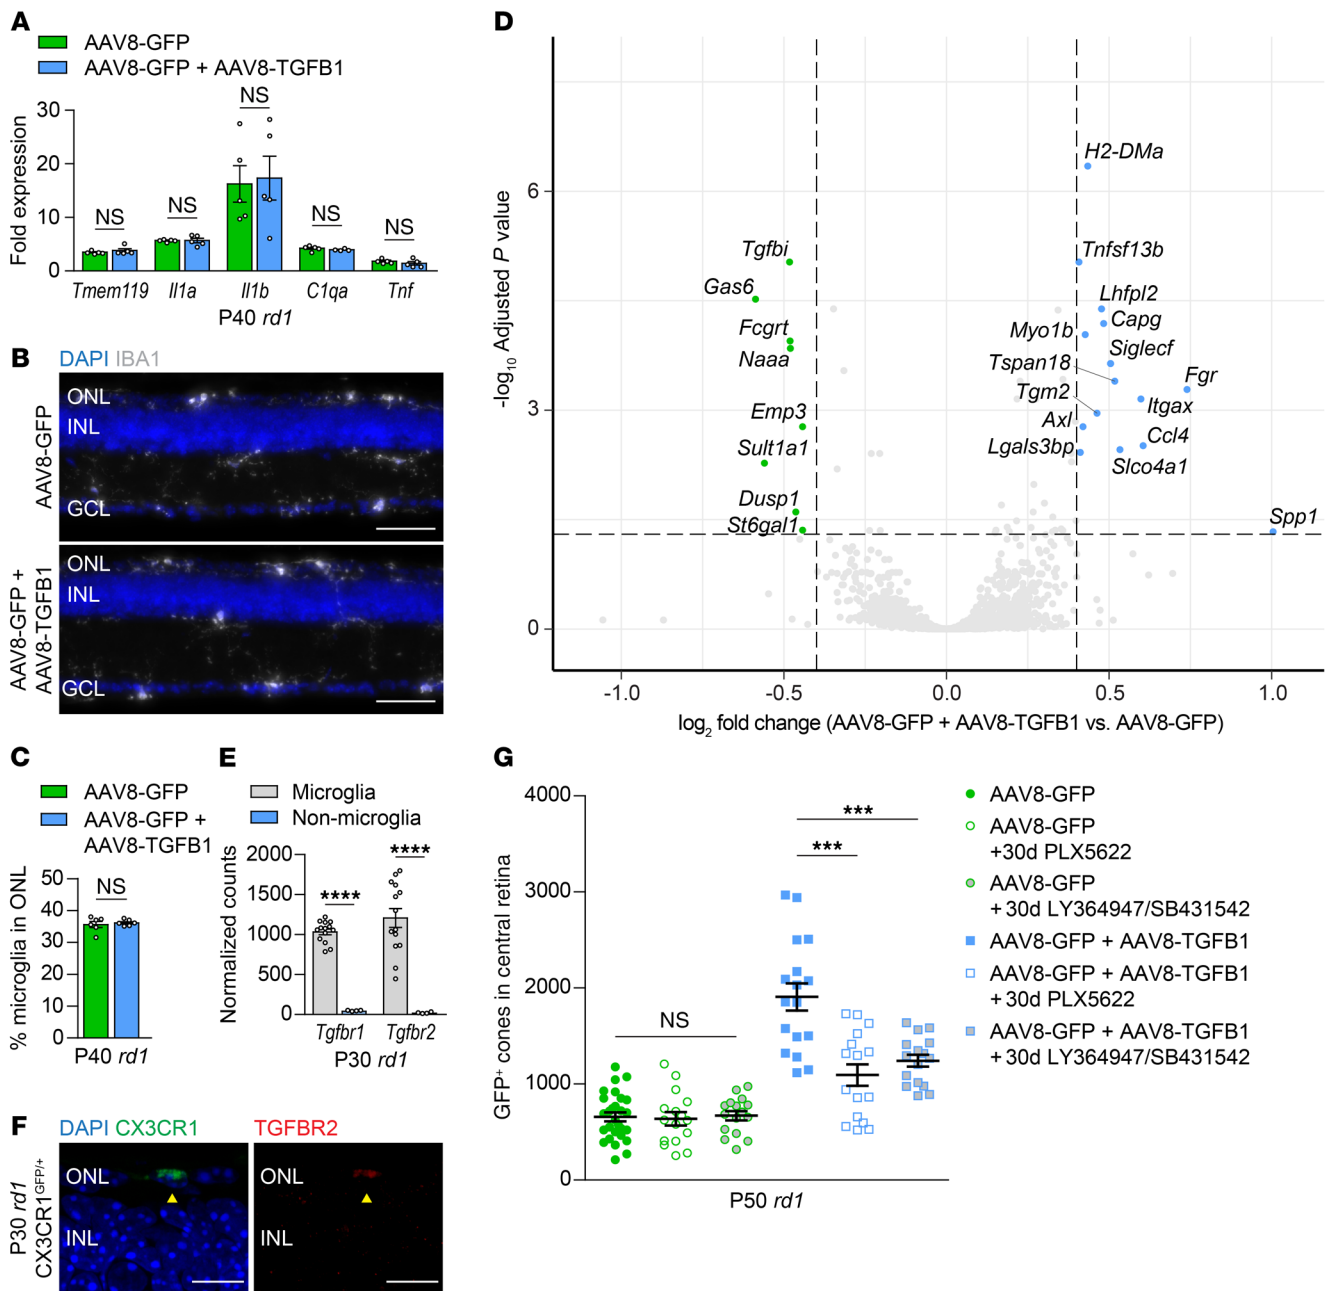 A
AAV8-GFP
AAV8-GFP + AAV8-TGFB1
Fold expression
30
20
10
0
NS
NS
NS
NS
NS
Tmem119
Il1a
Il1b
C1qa
Tnf
P40 rd1
B
DAPI IBA1
AAV8-GFP
ONL
INL
GCL
AAV8-GFP +
AAV8-TGFB1
ONL
INL
GCL
C
AAV8-GFP
AAV8-GFP +
AAV8-TGFB1
% microglia in ONL
50
40
30
20
10
0
NS
P40 rd1
D
-log10 Adjusted P value
6
3
0
H2-DMa
Tgfbi
Tnfsf13b
Gas6
Lhfpl2
Fcgrt
Myo1b
Capg
Naaa
Siglecf
Tspan18
Fgr
Tgm2
Itgax
Emp3
Axl
Ccl4
Sult1a1
Lgals3bp
Slco4a1
Dusp1
St6gal1
Spp1
-1.0
-0.5
0.0
0.5
1.0
log2 fold change (AAV8-GFP + AAV8-TGFB1 vs. AAV8-GFP)
E
Microglia
Non-microglia
Normalized counts
2000
1500
1000
500
0
****
****
Tgfbr1
Tgfbr2
P30 rd1
F
DAPI CX3CR1
TGFBR2
P30 rd1
CX3CR1GFP/+
ONL
INL
ONL
INL
G
GFP+ cones in central retina
4000
3000
2000
1000
0
NS
***
***
P50 rd1
AAV8-GFP
AAV8-GFP
+30d PLX5622
AAV8-GFP
+ 30d LY364947/SB431542
AAV8-GFP + AAV8-TGFB1
AAV8-GFP + AAV8-TGFB1
+ 30d PLX5622
AAV8-GFP + AAV8-TGFB1
+ 30d LY364947/SB431542